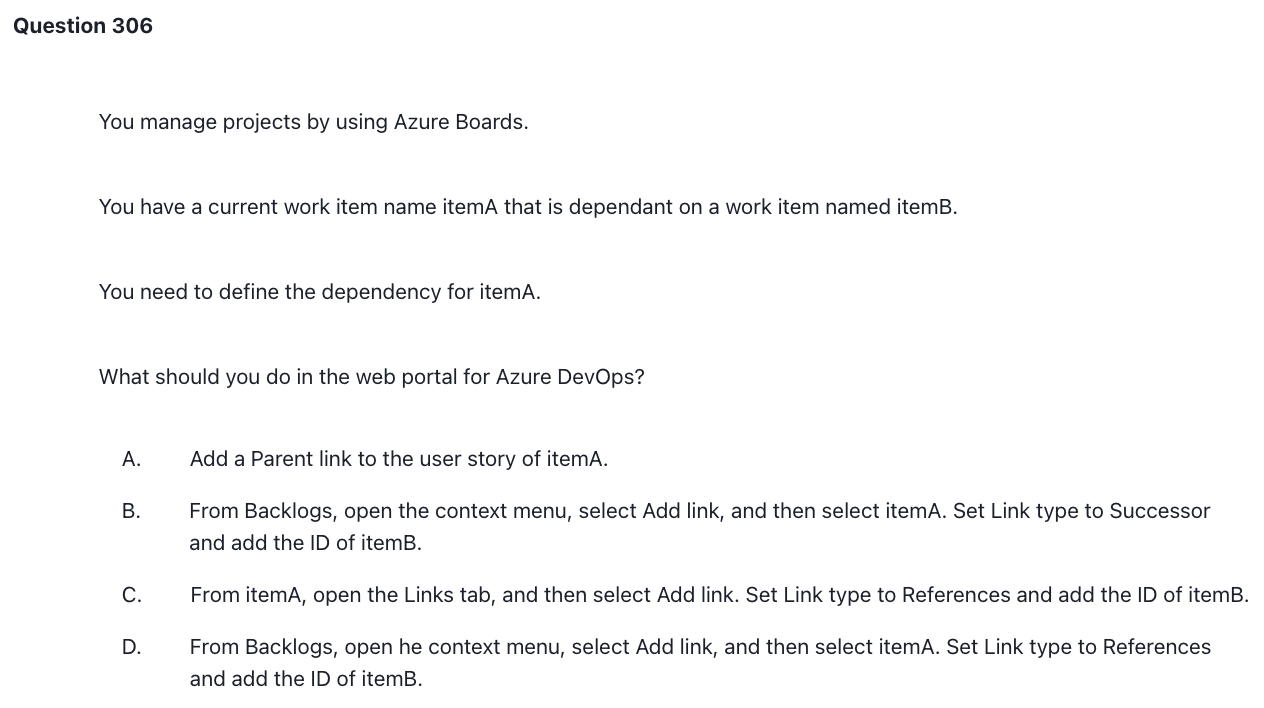 Question 306
You manage projects by using Azure Boards.
You have a current work item name itemA that is dependant on a work item named itemB.
You need to define the dependency for itemA.
What should you do in the web portal for Azure DevOps?
A. Add a Parent link to the user story of itemA.
B. From Backlogs, open the context menu, select Add link, and then select itemA. Set Link type to Successor
and add the ID of itemB.
C. From itemA, open the Links tab, and then select Add link. Set Link type to References and add the ID of itemB.
D. From Backlogs, open he context menu, select Add link, and then select itemA. Set Link type to References
and add the ID of itemB.